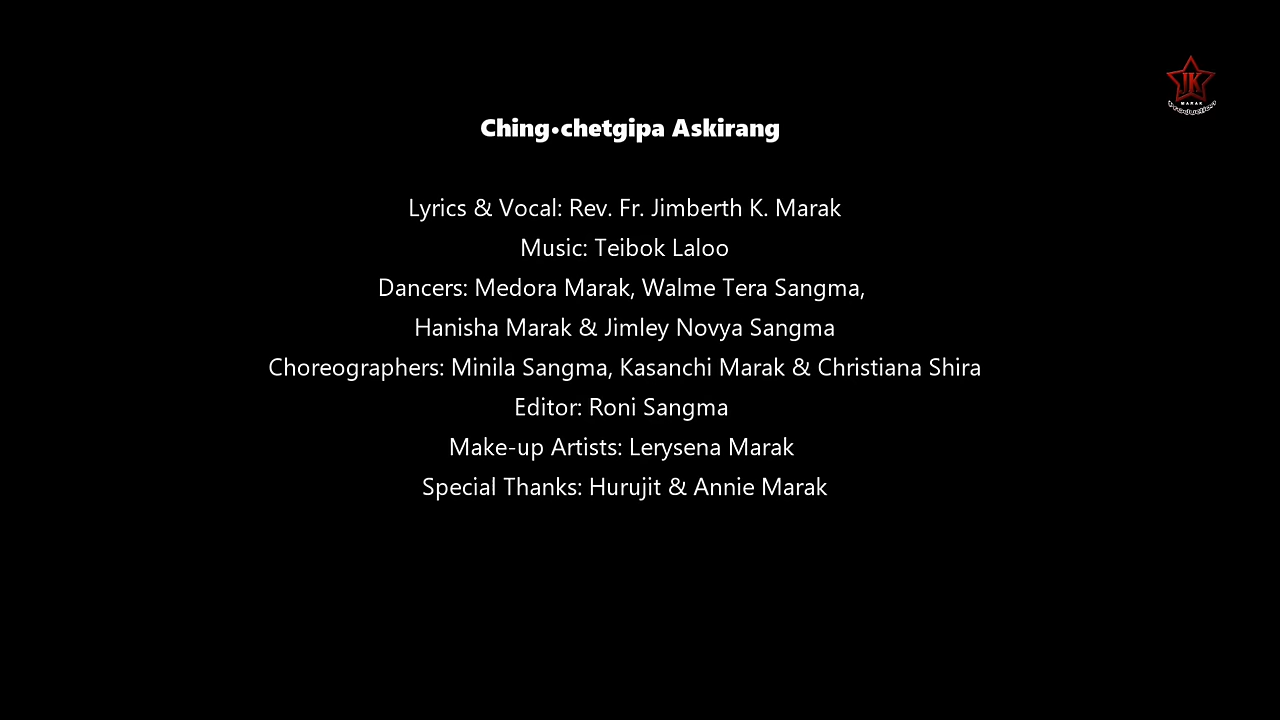 JK
MARAK
Ching•chetgipa Askirang
Lyrics & Vocal: Rev. Fr. Jimberth K. Marak
Music: Teibok Laloo
Dancers: Medora Marak, Walme Tera Sangma,
Hanisha Marak & Jimley Novya Sangma
Choreographers: Minila Sangma, Kasanchi Marak & Christiana Shira
Editor: Roni Sangma
Make-up Artists: Lerysena Marak
Special Thanks: Hurujit & Annie Marak